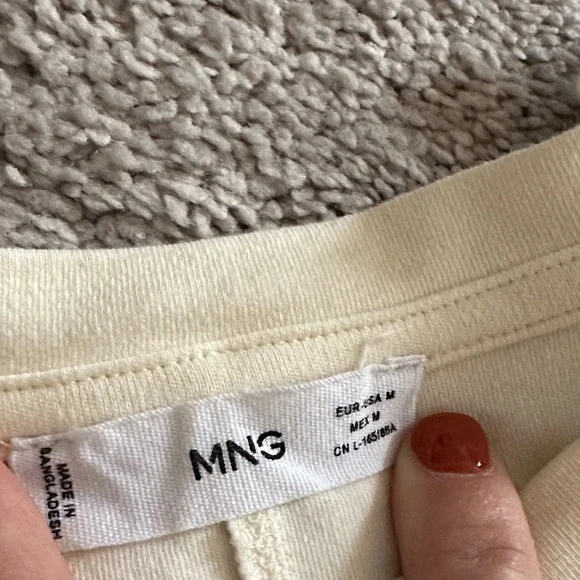 MADE IN
BANGLADESH
MNG
EUR-USA M
MEX M
CN L-165/88A